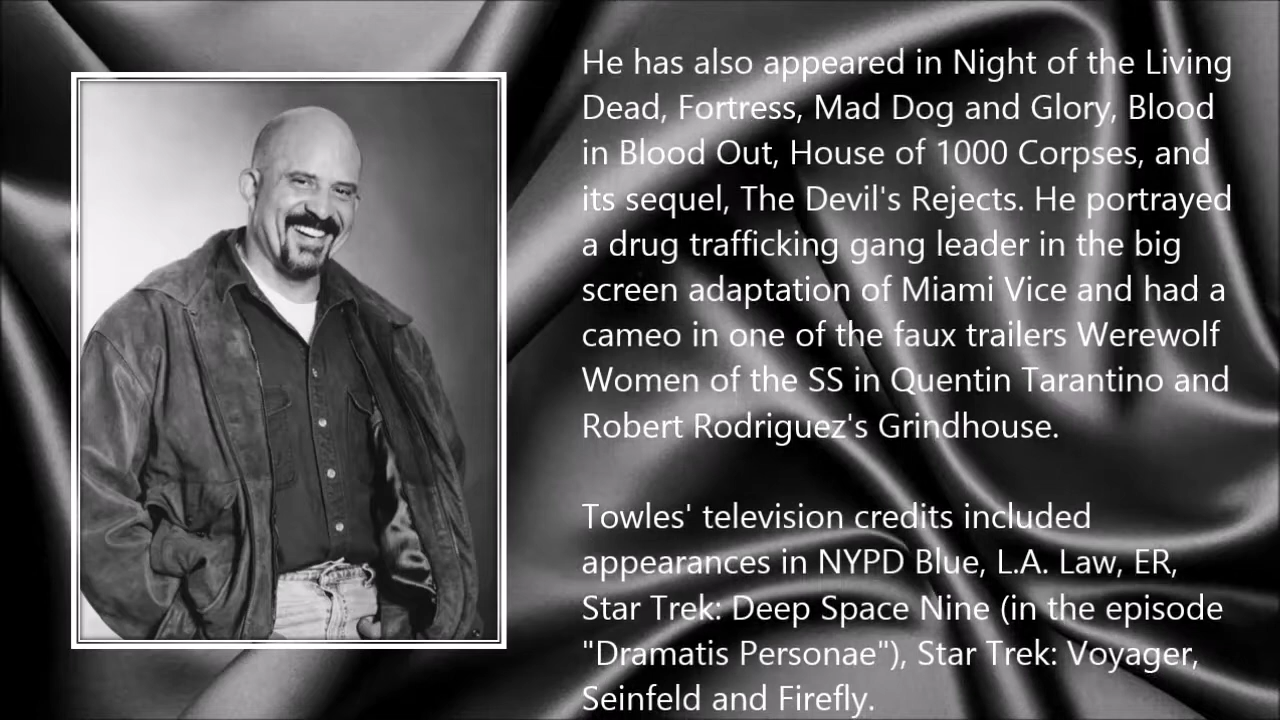 He has also appeared in Night of the Living
Dead, Fortress, Mad Dog and Glory, Blood
in Blood Out, House of 1000 Corpses, and
its sequel, The Devil's Rejects. He portrayed
a drug trafficking gang leader in the big
screen adaptation of Miami Vice and had a
cameo in one of the faux trailers Werewolf
Women of the SS in Quentin Tarantino and
Robert Rodriguez's Grindhouse.
Towles' television credits included
appearances in NYPD Blue, L.A. Law, ER,
Star Trek: Deep Space Nine (in the episode
"Dramatis Personae"), Star Trek: Voyager,
Seinfeld and Firefly.